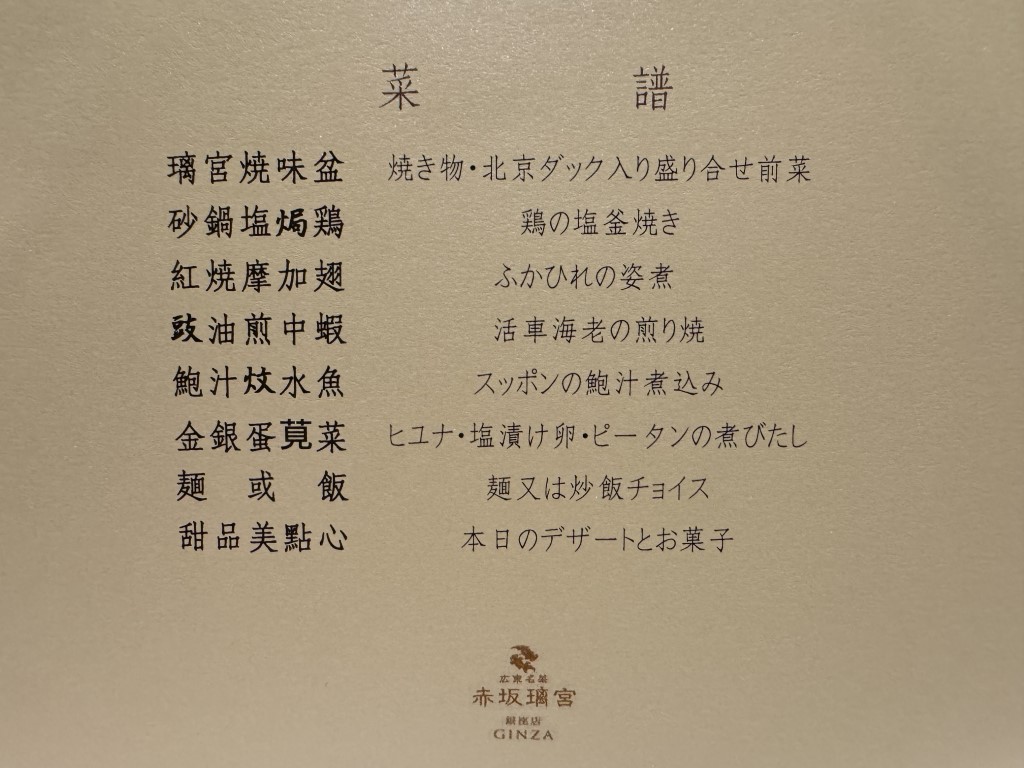 菜譜
璃宮焼味盆 焼き物・北京ダック入り盛り合せ前菜
砂鍋塩焗鶏 鶏の塩釜焼き
紅焼摩加翅 ふかひれの姿煮
豉油煎中蝦 活車海老の煎り焼
鮑汁炆水魚 スッポンの鮑汁煮込み
金銀蛋莧菜 ヒユナ・塩漬け卵・ピータンの煮びたし
麺或飯 麺又は炒飯チョイス
甜品美點心 本日のデザートとお菓子
広東名菜
赤坂璃宮
銀座店
GINZA